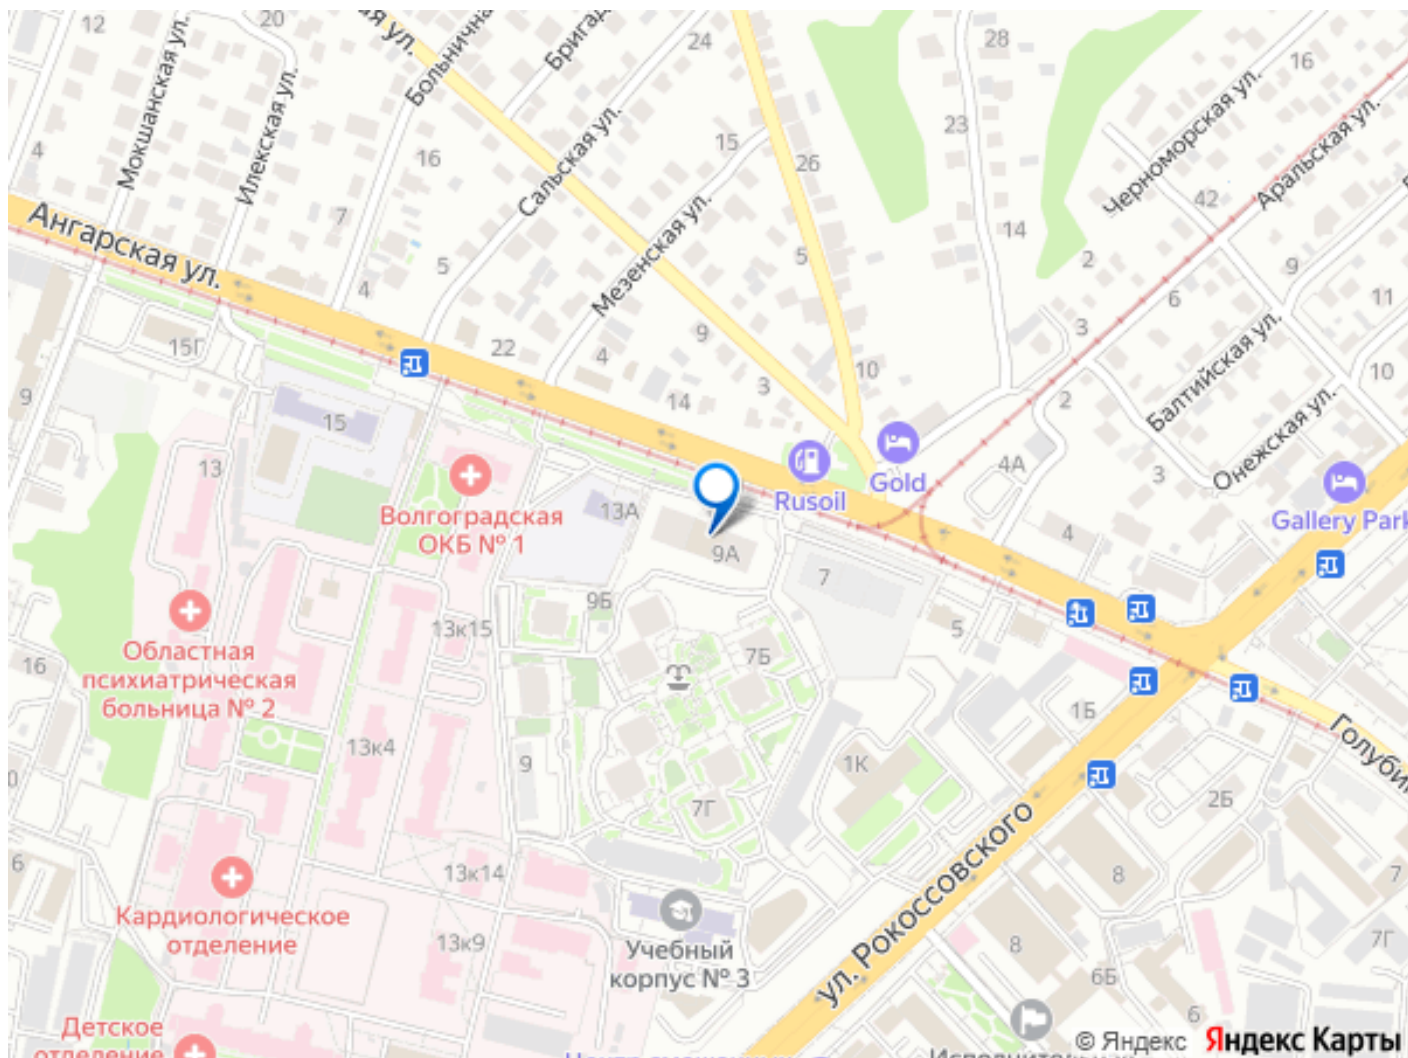 12
20
24
28
16
Мокшанская ул.
Илекская ул.
Больнична
ая ул.
Бригад
Сальская ул.
Мезенская ул.
Черноморская ул.
Аральская ул.
4
16
15
26
23
42
7
5
5
14
2
9
Ангарская ул.
4
6
11
15Г
22
4
9
3
10
3
10
Балтийская ул.
Онежская ул.
9
15
14
2
13
13А
4А
3
Rusoil
Gold
Gallery Park
Волгоградская
ОКБ № 1
9А
7
4
9Б
13к15
5
7Б
16
Областная
психиатрическая
больница № 2
13к4
9
1К
1Б
Голубин
7Г
2Б
ул. Рокоссовского
6
13к14
8
7
Кардиологическое
отделение
13к9
Учебный
корпус № 3
8
6Б
7Г
6
Детское
отделение
© Яндекс Яндекс Карты